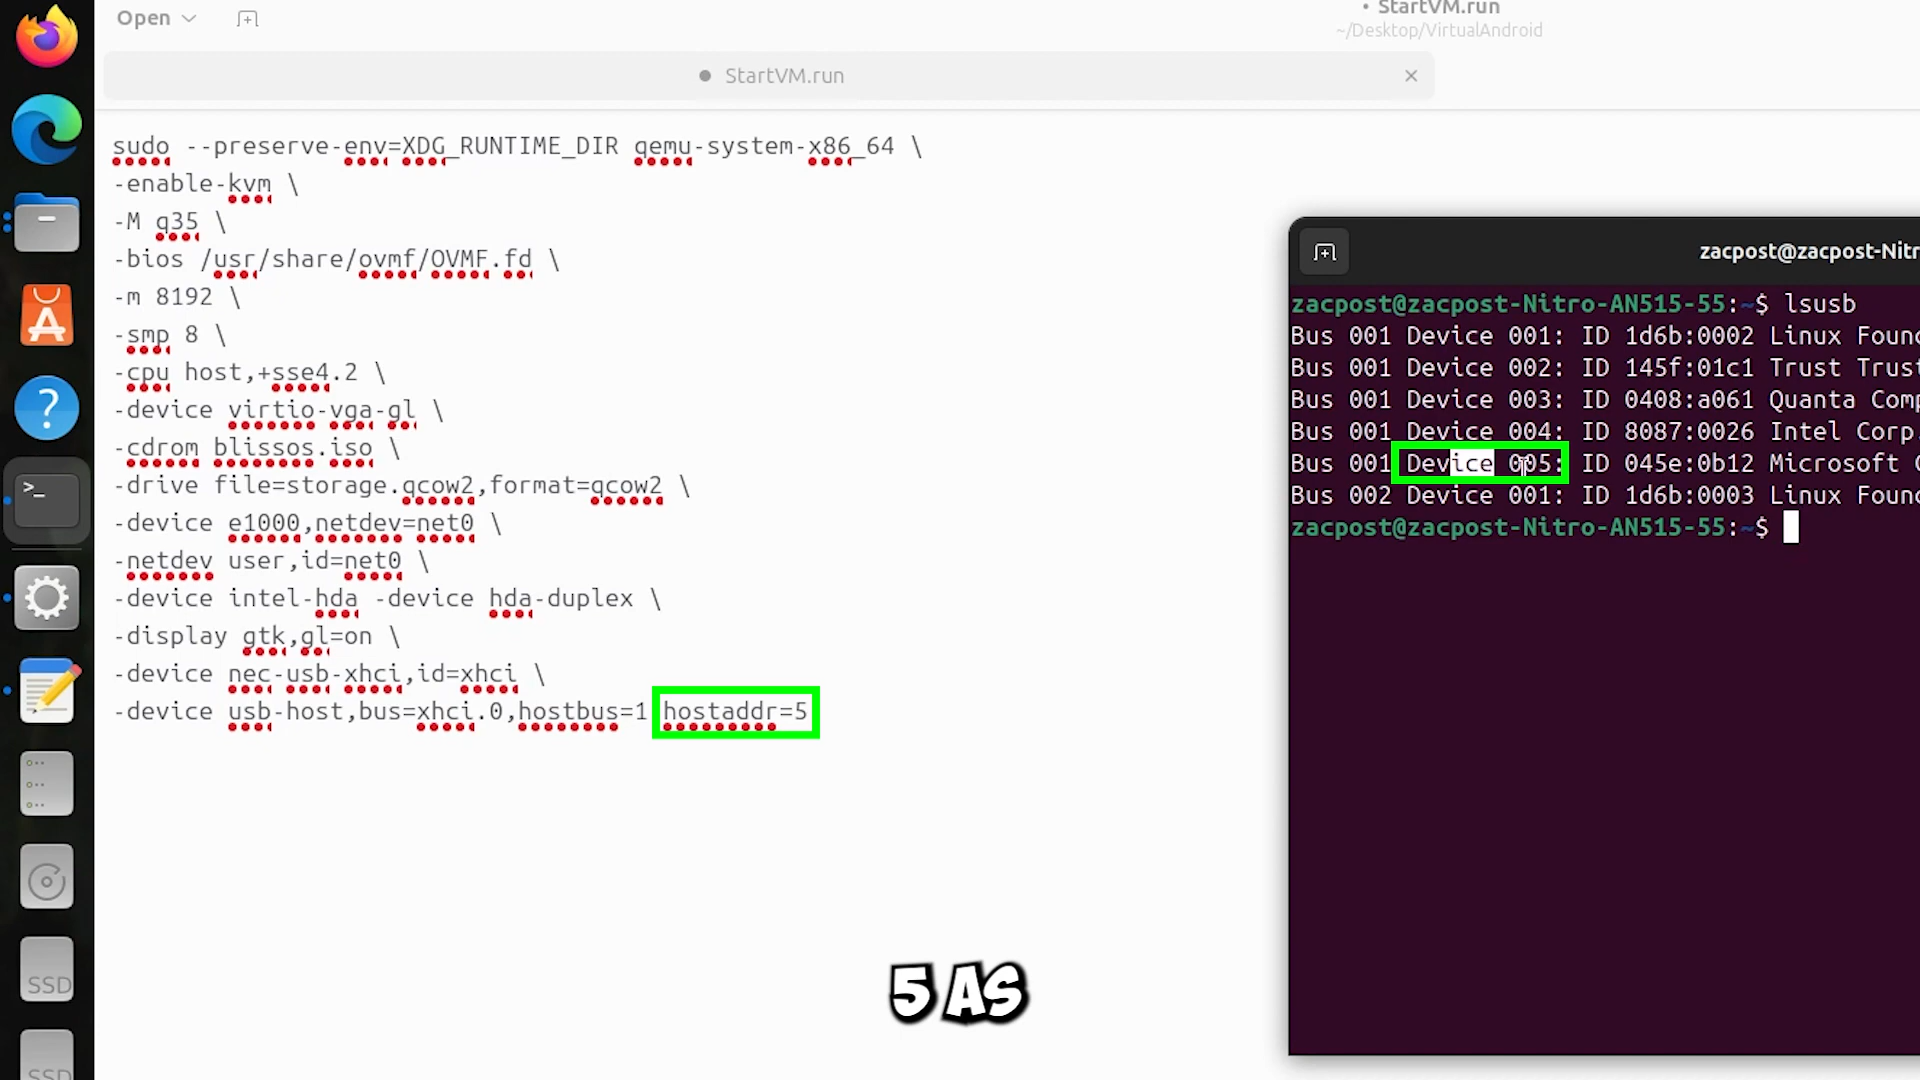 Open
StartVM.run
~/Desktop/VirtualAndroid
StartVM.run
sudo --preserve-env=XDG_RUNTIME_DIR qemu-system-x86_64 \
-enable-kvm \
-M q35 \
-bios /usr/share/ovmf/OVMF.fd \
-m 8192 \
-smp 8 \
-cpu host,+sse4.2 \
-device virtio-vga-gl \
-cdrom blissos.iso \
-drive file=storage.qcow2,format=qcow2 \
-device e1000,netdev=net0 \
-netdev user,id=net0 \
-device intel-hda -device hda-duplex \
-display gtk,gl=on \
-device nec-usb-xhci,id=xhci \
-device usb-host,bus=xhci.0,hostbus=1 hostaddr=5
zacpost@zacpost-Nitr
zacpost@zacpost-Nitro-AN515-55:~$ lsusb
Bus 001 Device 001: ID 1d6b:0002 Linux Foun
Bus 001 Device 002: ID 145f:01c1 Trust Trust
Bus 001 Device 003: ID 0408:a061 Quanta Comp
Bus 001 Device 004: ID 8087:0026 Intel Corp.
Bus 001 Device 005: ID 045e:0b12 Microsoft C
Bus 002 Device 001: ID 1d6b:0003 Linux Foun
zacpost@zacpost-Nitro-AN515-55:~$
5 AS
SSD
SSD